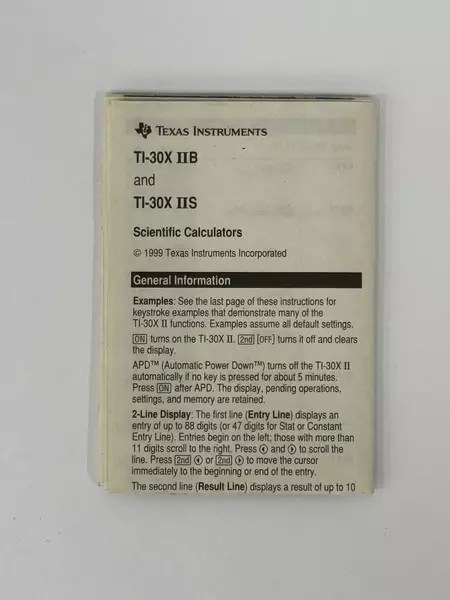 TEXAS INSTRUMENTS
TI-30X IIB
and
TI-30X IIS
Scientific Calculators
© 1999 Texas Instruments Incorporated
General Information
Examples: See the last page of these instructions for
keystroke examples that demonstrate many of the
TI-30X II functions. Examples assume all default settings.
[ON] turns on the TI-30X II. [2nd] [OFF] turns it off and clears
the display.
APD™ (Automatic Power Down™) turns off the TI-30X II
automatically if no key is pressed for about 5 minutes.
Press [ON] after APD. The display, pending operations,
settings, and memory are retained.
2-Line Display: The first line (Entry Line) displays an
entry of up to 88 digits (or 47 digits for Stat or Constant
Entry Line). Entries begin on the left; those with more than
11 digits scroll to the right. Press ◀ and ▶ to scroll the
line. Press [2nd] ◀ or [2nd] ▶ to move the cursor
immediately to the beginning or end of the entry.
The second line (Result Line) displays a result of up to 10